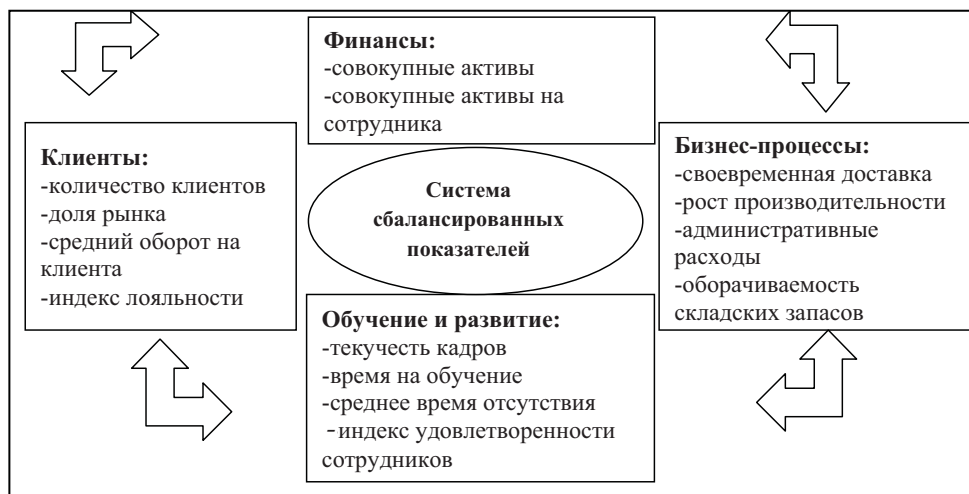 Финансы:
-совокупные активы
-совокупные активы на
сотрудника
Клиенты:
-количество клиентов
-доля рынка
-средний оборот на
клиента
-индекс лояльности
Система
сбалансированных
показателей
Бизнес-процессы:
-своевременная доставка
-рост производительности
-административные
расходы
-оборачиваемость
складских запасов
Обучение и развитие:
-текучесть кадров
-время на обучение
-среднее время отсутствия
-индекс удовлетворенности
сотрудников